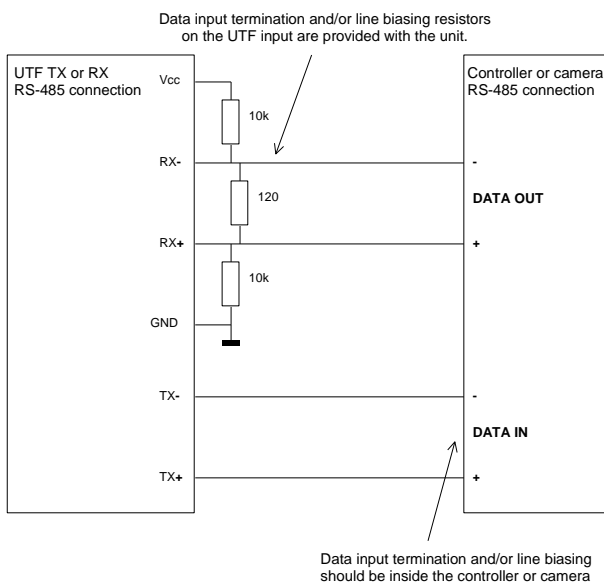 Data input termination and/or line biasing resistors
on the UTF input are provided with the unit.
UTF TX or RX
RS-485 connection
Vcc
Controller or camera
RS-485 connection
10k
RX-
-
120
DATA OUT
RX+
+
10k
GND
TX-
-
DATA IN
TX+
+
Data input termination and/or line biasing
should be inside the controller or camera